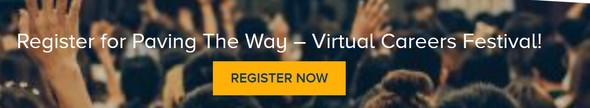 Register for Paving The Way – Virtual Careers Festival!
REGISTER NOW